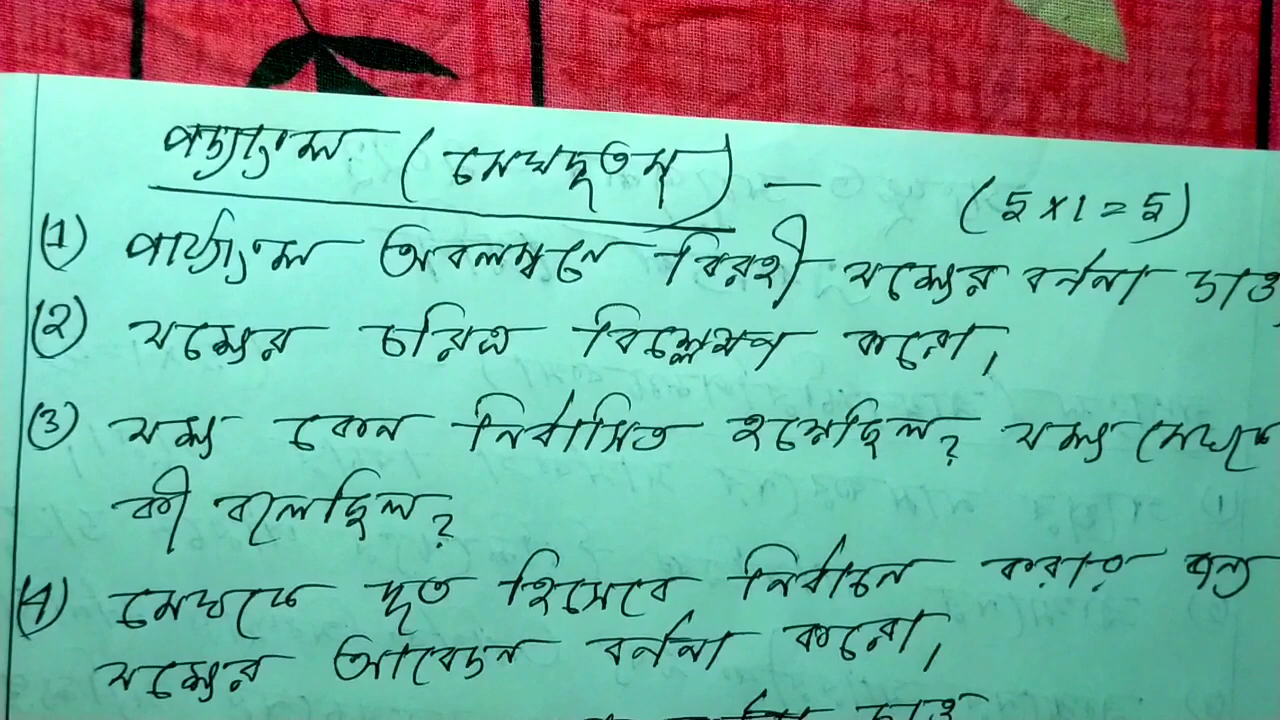 পদ্যাংশ (মেঘদূতম্) — (5 x 1 = 5)
(1) পাঠ্যাংশ অবলম্বনে বিরহী যক্ষের বর্ননা দাও
(2) যক্ষের চরিত্র বিশ্লেষণ করো।
(3) যক্ষ কেন নির্বাসিত হয়েছিল? যক্ষ মেঘকে
কী বলেছিল?
(4) মেঘকে দূত হিসেবে নির্বাচন করার জন্য
যক্ষের আবেদন বর্ননা করো।
দাও